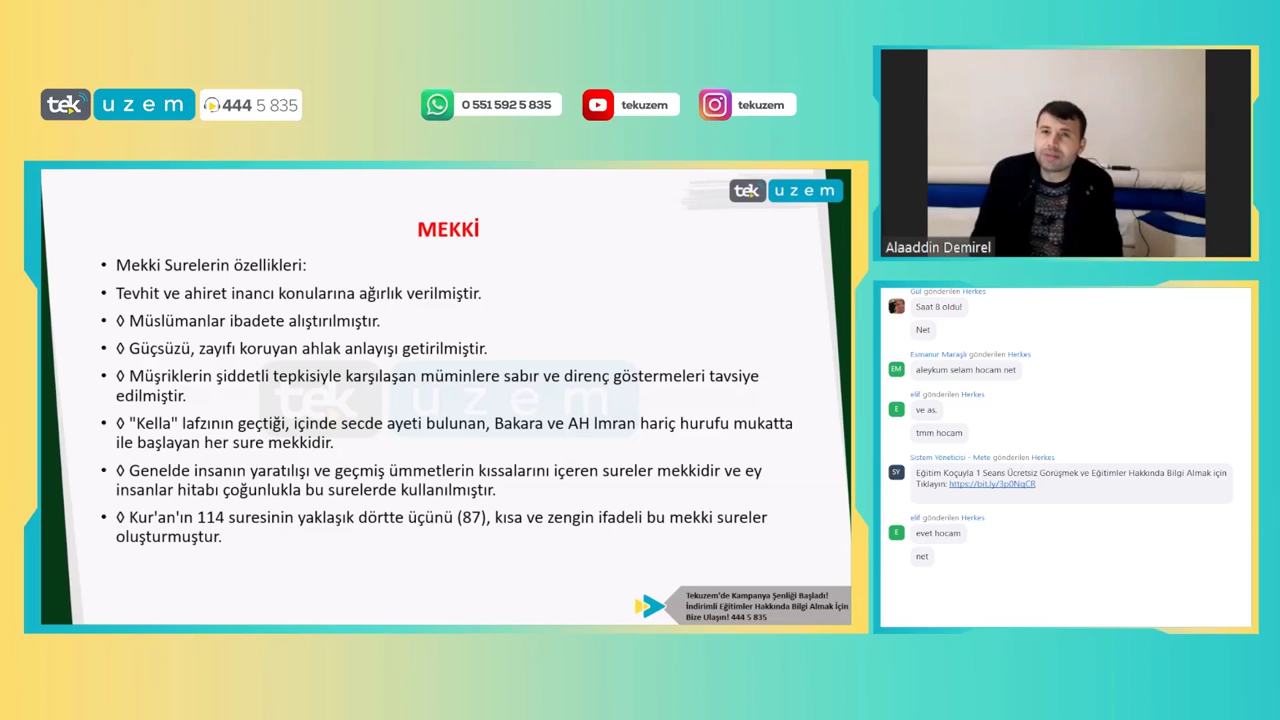 tek uzem 444 5 835
0 551 592 5 835
tekuzem
tekuzem
tek uzem
MEKKİ
• Mekki Surelerin özellikleri:
• Tevhit ve ahiret inancı konularına ağırlık verilmiştir.
• ◊ Müslümanlar ibadete alıştırılmıştır.
• ◊ Güçsüzü, zayıfı koruyan ahlak anlayışı getirilmiştir.
• ◊ Müşriklerin şiddetli tepkisiyle karşılaşan müminlere sabır ve direnç göstermeleri tavsiye
edilmiştir.
• ◊ "Kella" lafzının geçtiği, içinde secde ayeti bulunan, Bakara ve AH Imran hariç hurufu mukatta
ile başlayan her sure mekkidir.
• ◊ Genelde insanın yaratılışı ve geçmiş ümmetlerin kıssalarını içeren sureler mekkidir ve ey
insanlar hitabı çoğunlukla bu surelerde kullanılmıştır.
• ◊ Kur'an'ın 114 suresinin yaklaşık dörtte üçünü (87), kısa ve zengin ifadeli bu mekki sureler
oluşturmuştur.
tek uzem
Tekuzem'de Kampanya Şenliği Başladı!
İndirimli Eğitimler Hakkında Bilgi Almak İçin
Bize Ulaşın! 444 5 835
Alaaddin Demirel
Gül gönderilen Herkes
Saat 8 oldu!
Net
Esmanur Maraşlı gönderilen Herkes
EM
aleykum selam hocam net
elif gönderilen Herkes
E
ve as.
tmm hocam
Sistem Yöneticisi - Mete gönderilen Herkes
SY
Eğitim Koçuyla 1 Seans Ücretsiz Görüşmek ve Eğitimler Hakkında Bilgi Almak için
Tıklayın: https://bit.ly/3p0NqCR
elif gönderilen Herkes
E
evet hocam
net